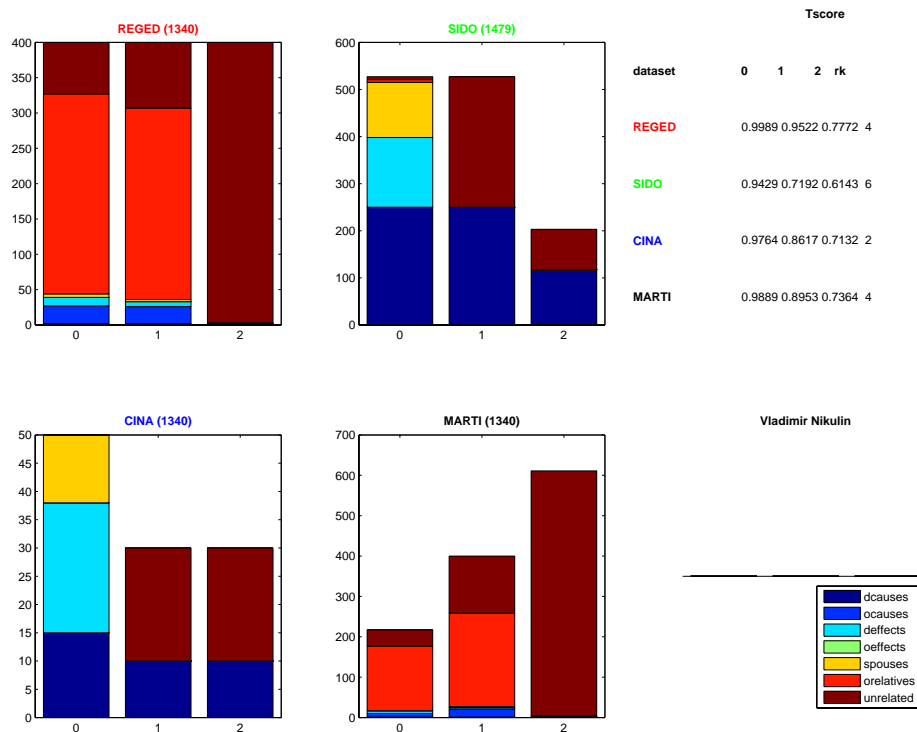 REGED (1340)
400
350
300
250
200
150
100
50
0
0 1 2
SIDO (1479)
600
500
400
300
200
100
0
0 1 2
Tscore
dataset 0 1 2 rk
REGED 0.9989 0.9522 0.7772 4
SIDO 0.9429 0.7192 0.6143 6
CINA 0.9764 0.8617 0.7132 2
MARTI 0.9889 0.8953 0.7364 4
CINA (1340)
50
45
40
35
30
25
20
15
10
5
0
0 1 2
MARTI (1340)
700
600
500
400
300
200
100
0
0 1 2
Vladimir Nikulin
dcauses
ocauses
deffects
oeffects
spouses
orelatives
unrelated